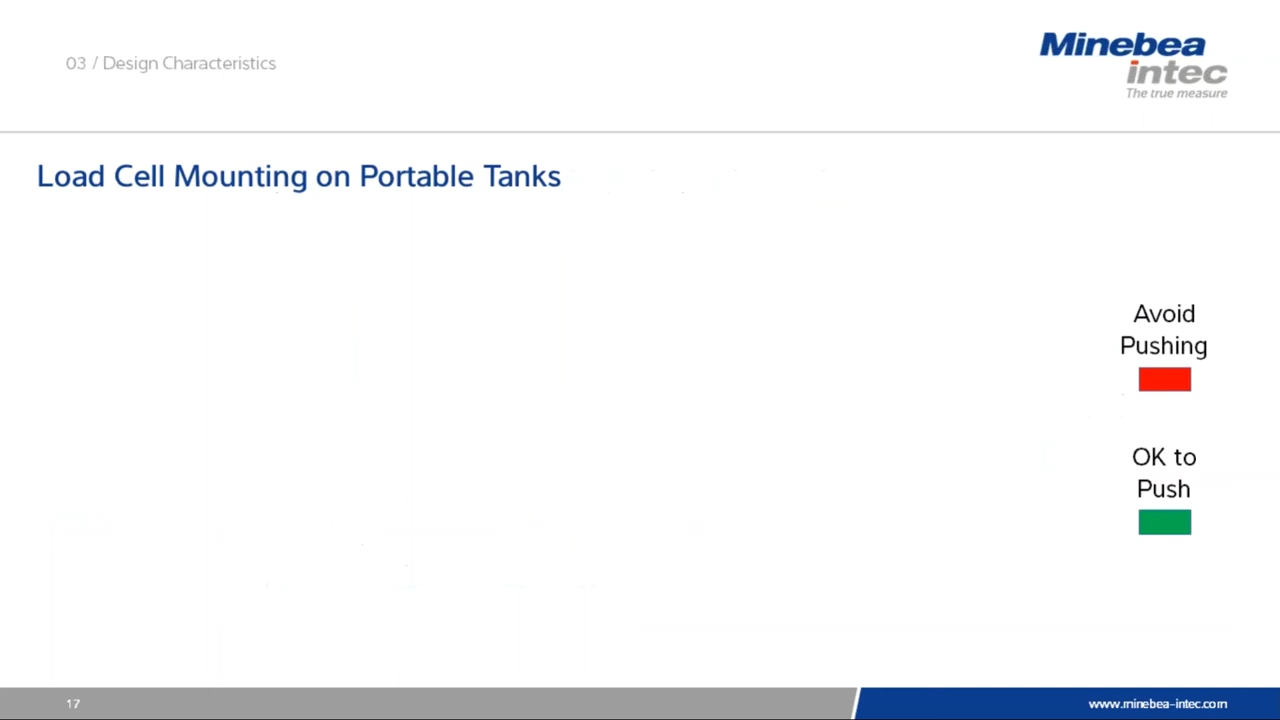 03 / Design Characteristics
Minebea
intec
The true measure
Load Cell Mounting on Portable Tanks
Avoid
Pushing
OK to
Push
17
www.minebea-intec.com